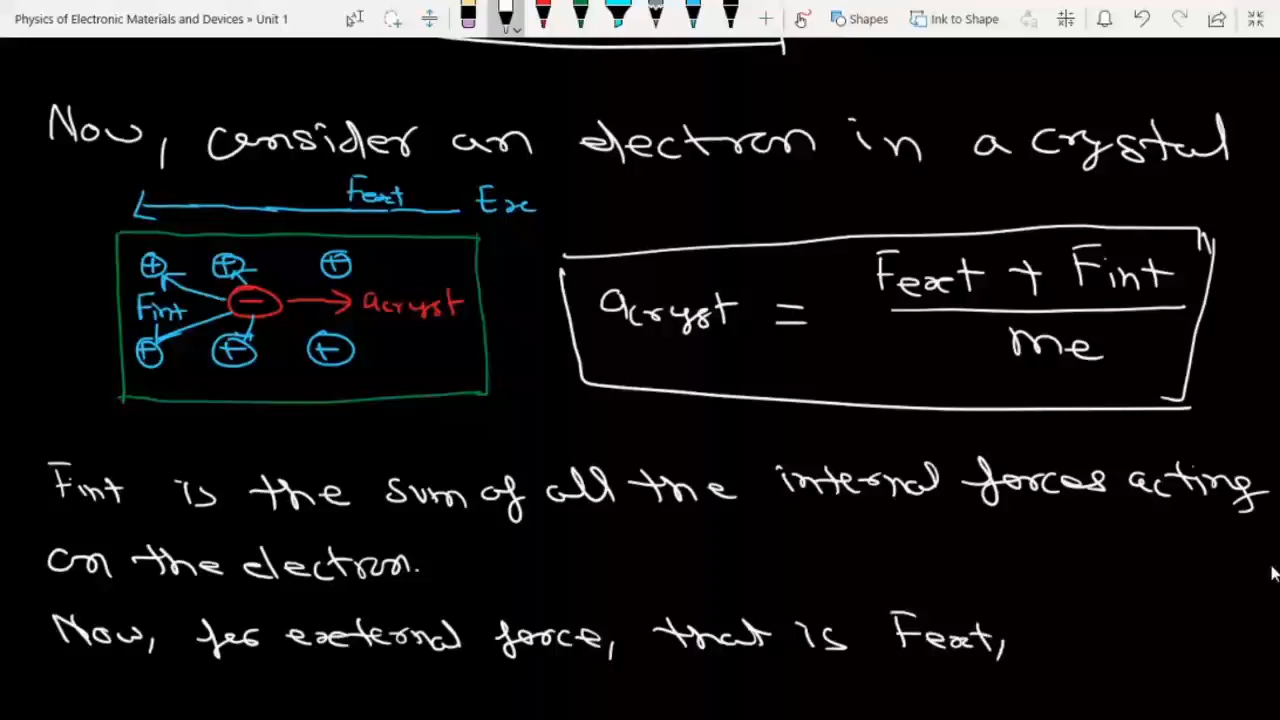 Physics of Electronic Materials and Devices » Unit 1
Shapes
Ink to Shape
Now, consider an electron in a crystal
Fext Ex
+ + +
Fint − acryst
+ + +
acryst = Fext + Fint
me
Fint is the sum of all the internal forces acting
on the electron.
Now, for external force, that is Fext,